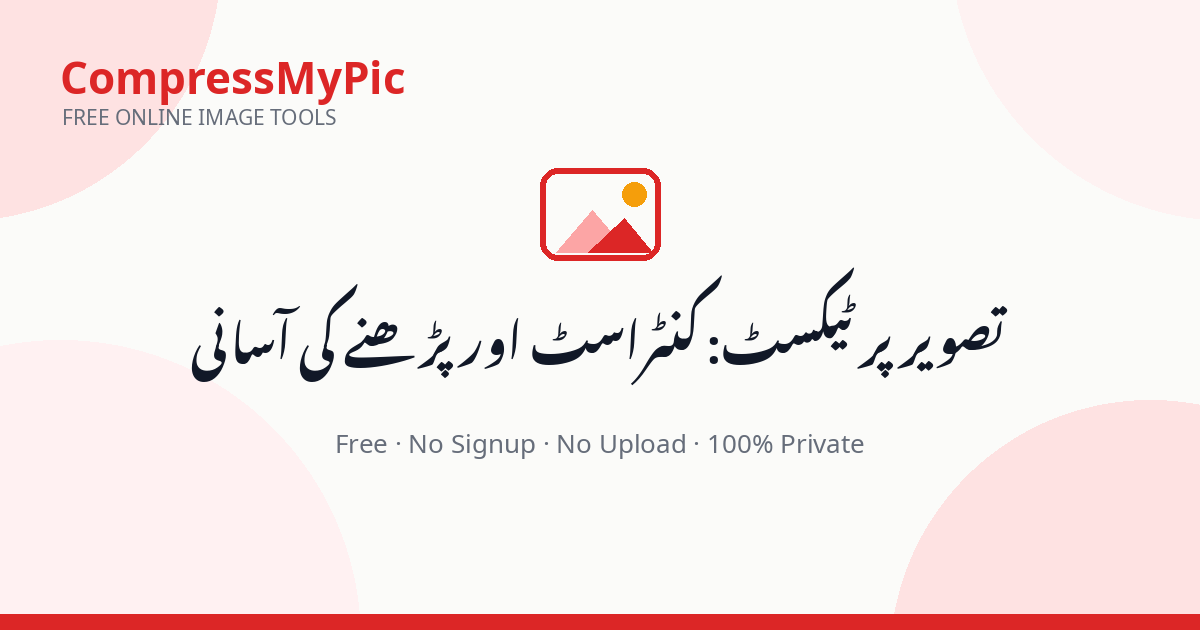 CompressMyPic
FREE ONLINE IMAGE TOOLS
تصویر پر ٹیکسٹ: کنٹراسٹ اور پڑھنے کی آسانی
Free · No Signup · No Upload · 100% Private